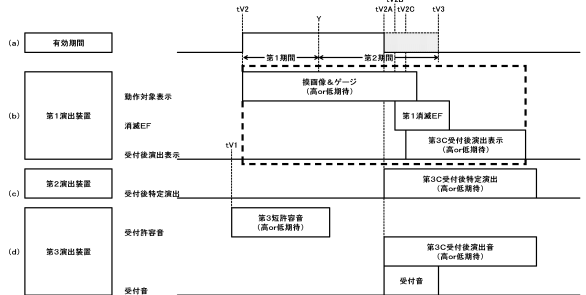 tV2
Y
tV2A
tV2B
tV2C
tV3
(a)
有効期間
第1期間
第2期間
(b)
第1演出装置
動作対象表示
操画像&ゲージ
(高or低期待)
消滅EF
第1消滅EF
受付後演出表示
第3C受付後演出表示
(高or低期待)
tV1
(c)
第2演出装置
受付後特定演出
第3C受付後特定演出
(高or低期待)
(d)
第3演出装置
受付許容音
第3短許容音
(高or低期待)
第3C受付後演出音
(高or低期待)
受付音
受付音